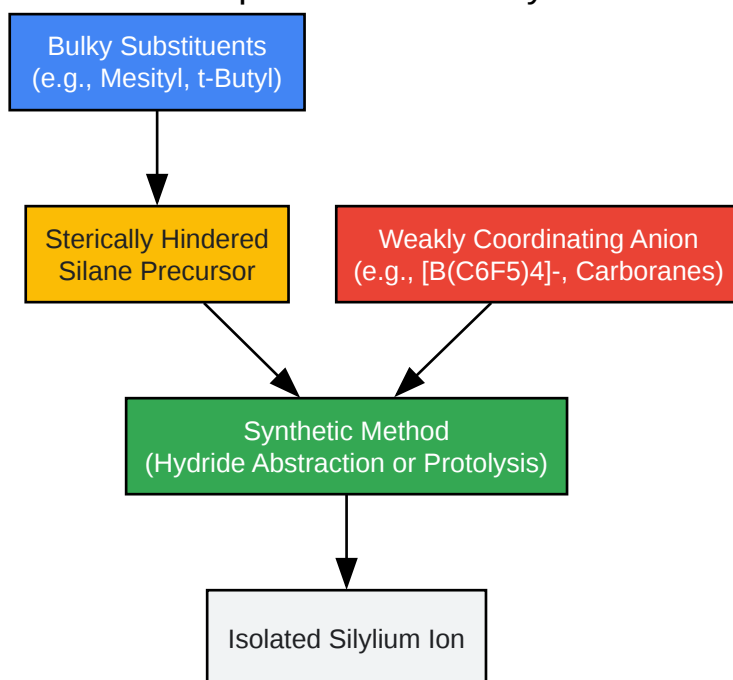 Bulky Substituents
(e.g., Mesityl, t-Butyl)
Sterically Hindered
Silane Precursor
Weakly Coordinating Anion
(e.g., [B(C6F5)4]-, Carboranes)
Synthetic Method
(Hydride Abstraction or Protolysis)
Isolated Silylium Ion